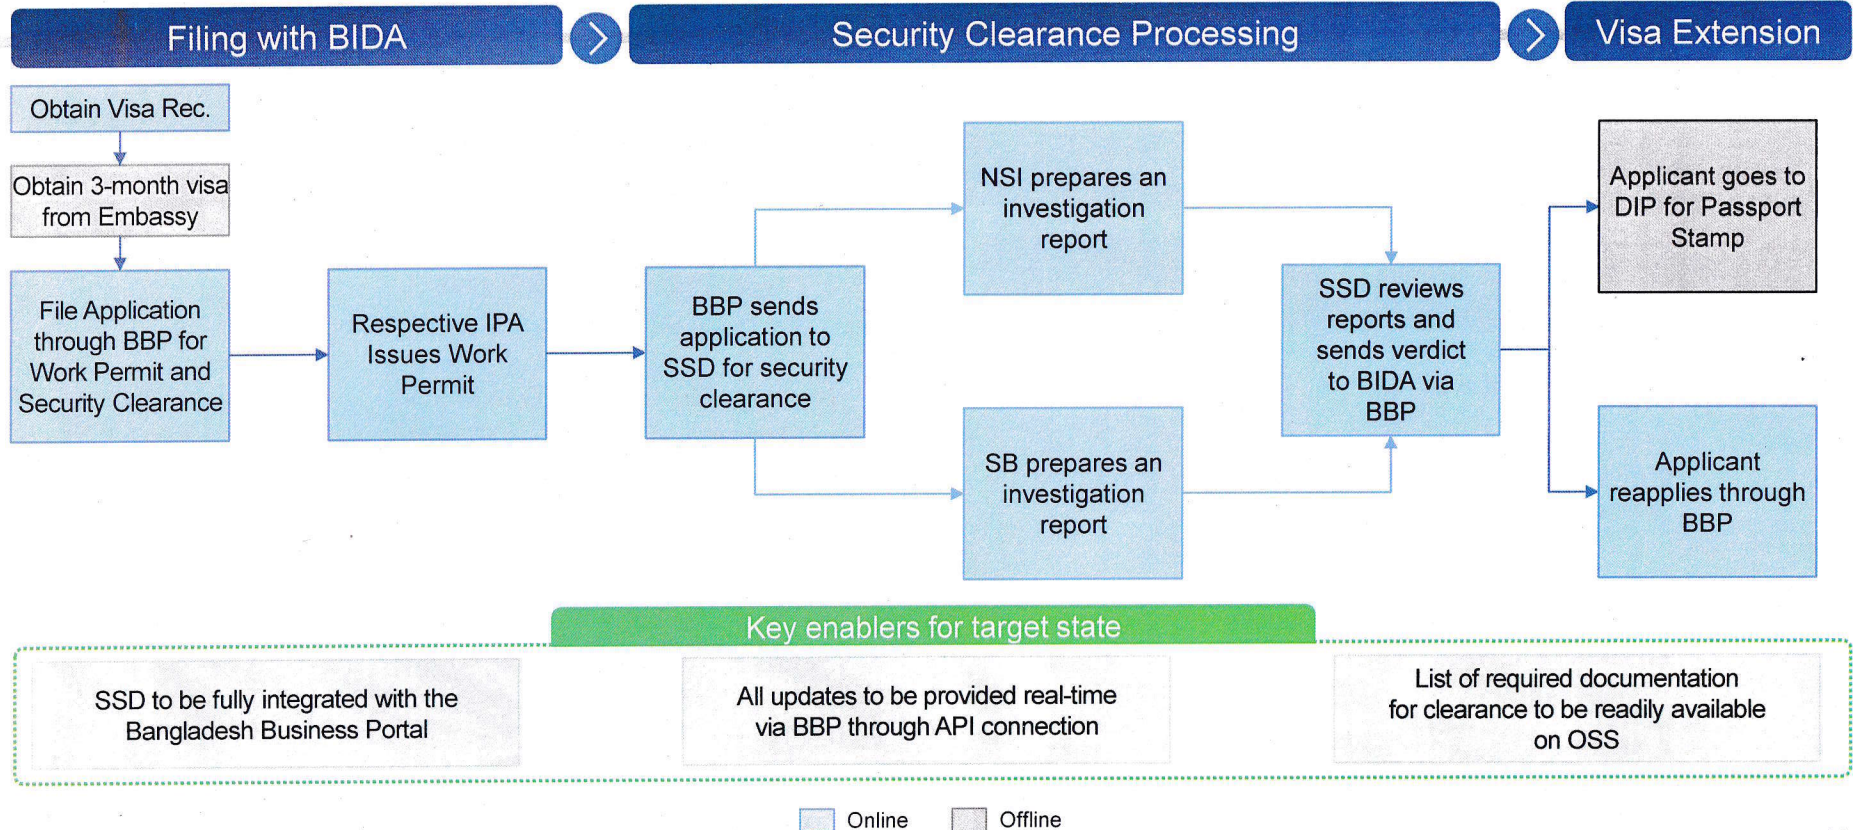 Filing with BIDA
Security Clearance Processing
Visa Extension
Obtain Visa Rec.
Obtain 3-month visa
from Embassy
File Application
through BBP for
Work Permit and
Security Clearance
Respective IPA
Issues Work
Permit
BBP sends
application to
SSD for security
clearance
NSI prepares an
investigation
report
SB prepares an
investigation
report
SSD reviews
reports and
sends verdict
to BIDA via
BBP
Applicant goes to
DIP for Passport
Stamp
Applicant
reapplies through
BBP
Key enablers for target state
SSD to be fully integrated with the
Bangladesh Business Portal
All updates to be provided real-time
via BBP through API connection
List of required documentation
for clearance to be readily available
on OSS
Online
Offline